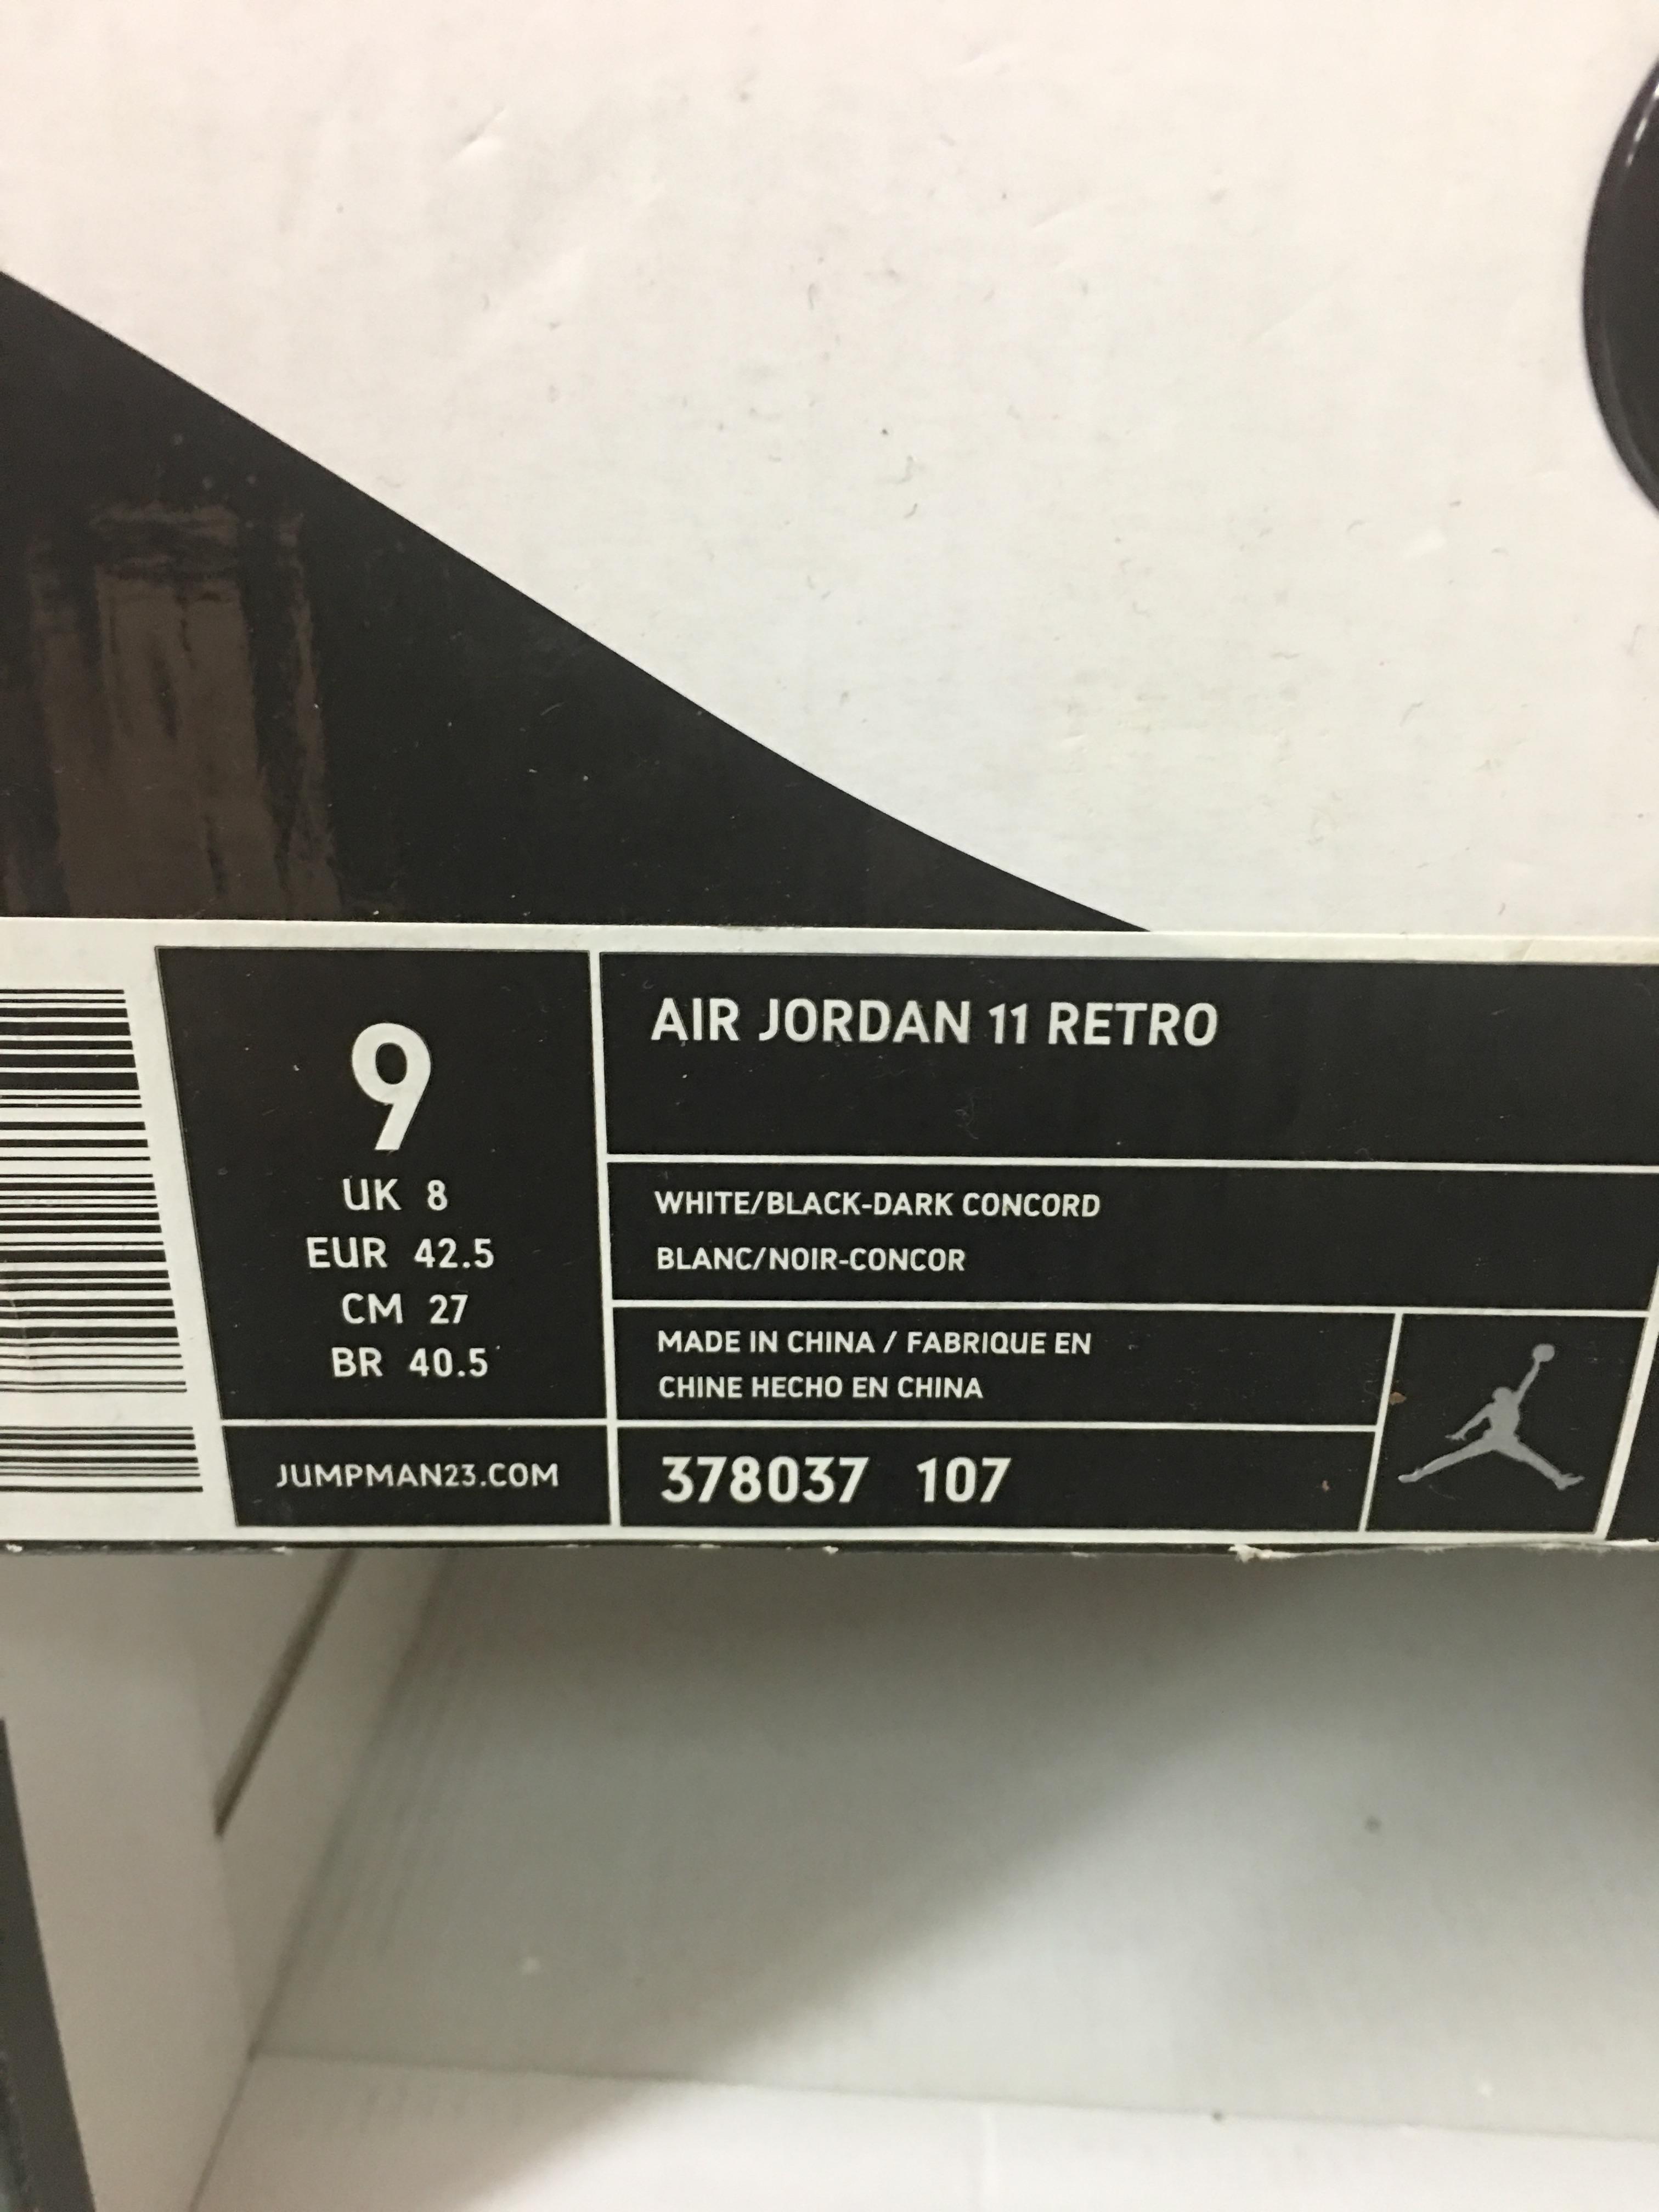 9
UK 8
EUR 42.5
CM 27
BR 40.5
JUMPMAN23.COM
AIR JORDAN 11 RETRO
WHITE/BLACK-DARK CONCORD
BLANC/NOIR-CONCOR
MADE IN CHINA / FABRIQUE EN
CHINE HECHO EN CHINA
378037 107